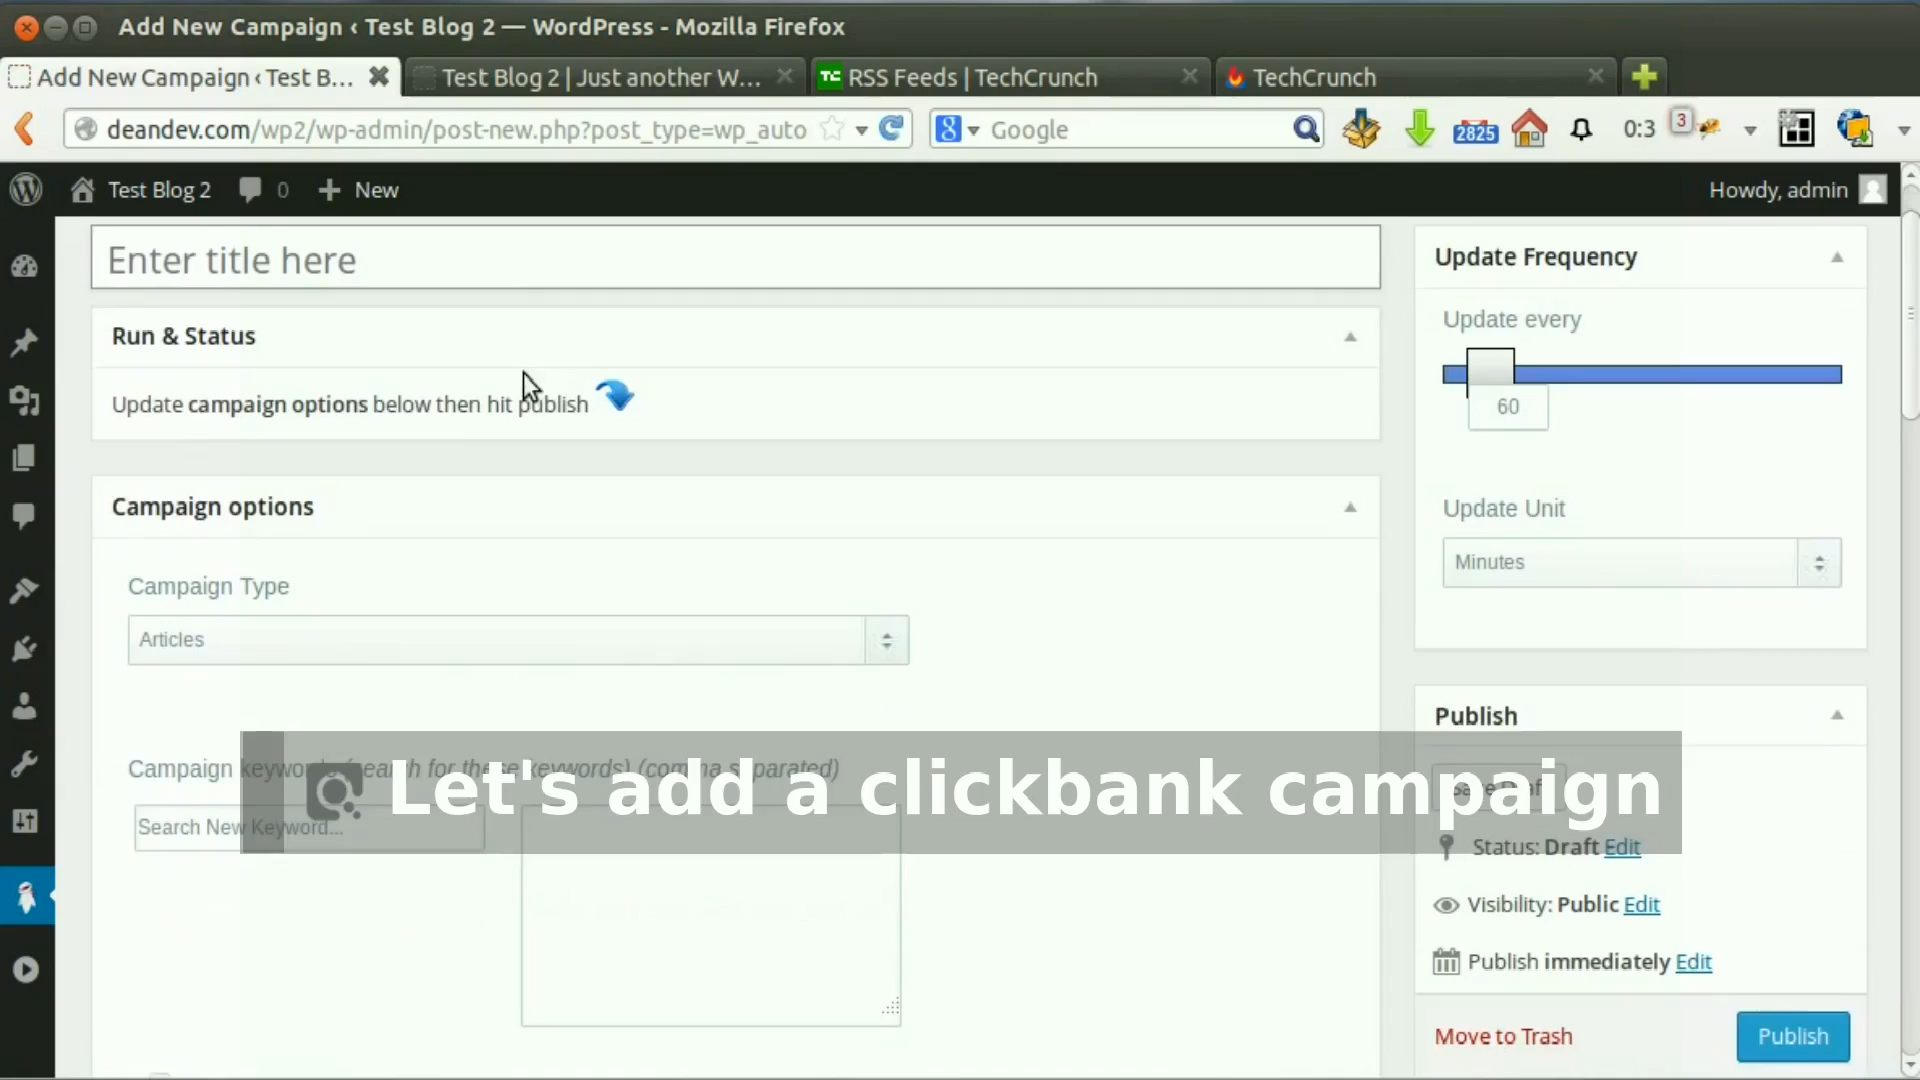 Add New Campaign ‹ Test Blog 2 — WordPress - Mozilla Firefox
Add New Campaign ‹ Test B...
Test Blog 2 | Just another W...
TC RSS Feeds | TechCrunch
TechCrunch
deandev.com/wp2/wp-admin/post-new.php?post_type=wp_auto
8 Google
2825
0:3
3
Test Blog 2
0
New
Howdy, admin
Enter title here
Run & Status
Update campaign options below then hit publish
Campaign options
Campaign Type
Articles
Campaign keywords (search for these keywords) (comma separated)
Search New Keyword...
Let's add a clickbank campaign
Update Frequency
Update every
60
Update Unit
Minutes
Publish
Save Draft
Status: Draft Edit
Visibility: Public Edit
Publish immediately Edit
Move to Trash
Publish